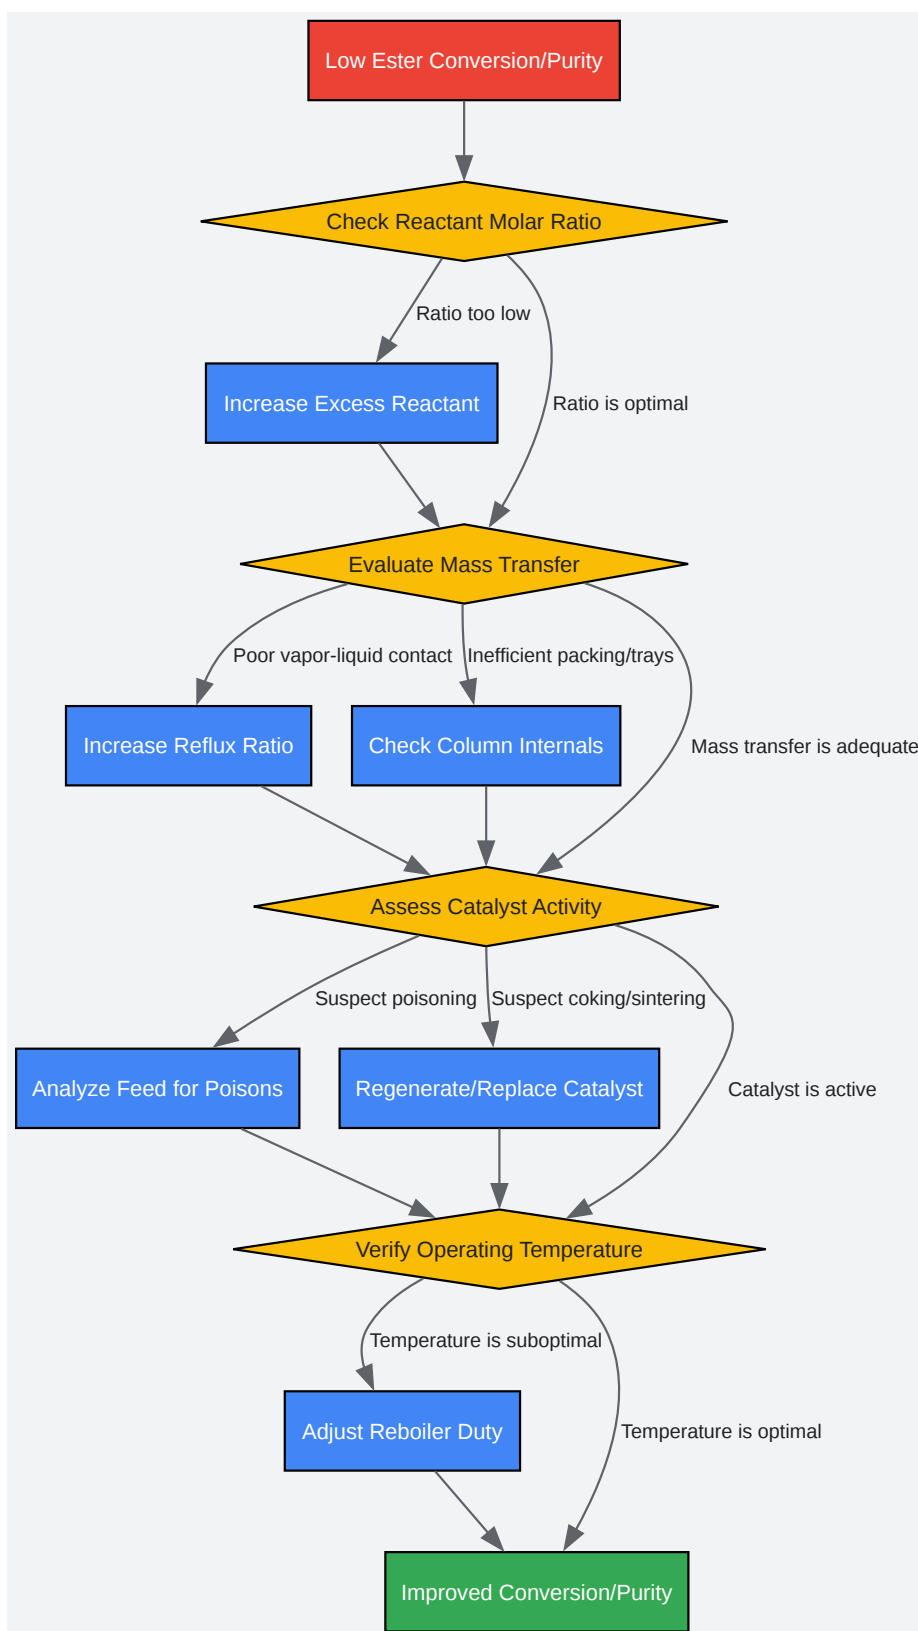 Low Ester Conversion/Purity
Check Reactant Molar Ratio
Ratio too low
Increase Excess Reactant
Ratio is optimal
Evaluate Mass Transfer
Poor vapor-liquid contact
Inefficient packing/trays
Increase Reflux Ratio
Check Column Internals
Mass transfer is adequate
Assess Catalyst Activity
Suspect poisoning
Suspect coking/sintering
Analyze Feed for Poisons
Regenerate/Replace Catalyst
Catalyst is active
Verify Operating Temperature
Temperature is suboptimal
Adjust Reboiler Duty
Temperature is optimal
Improved Conversion/Purity